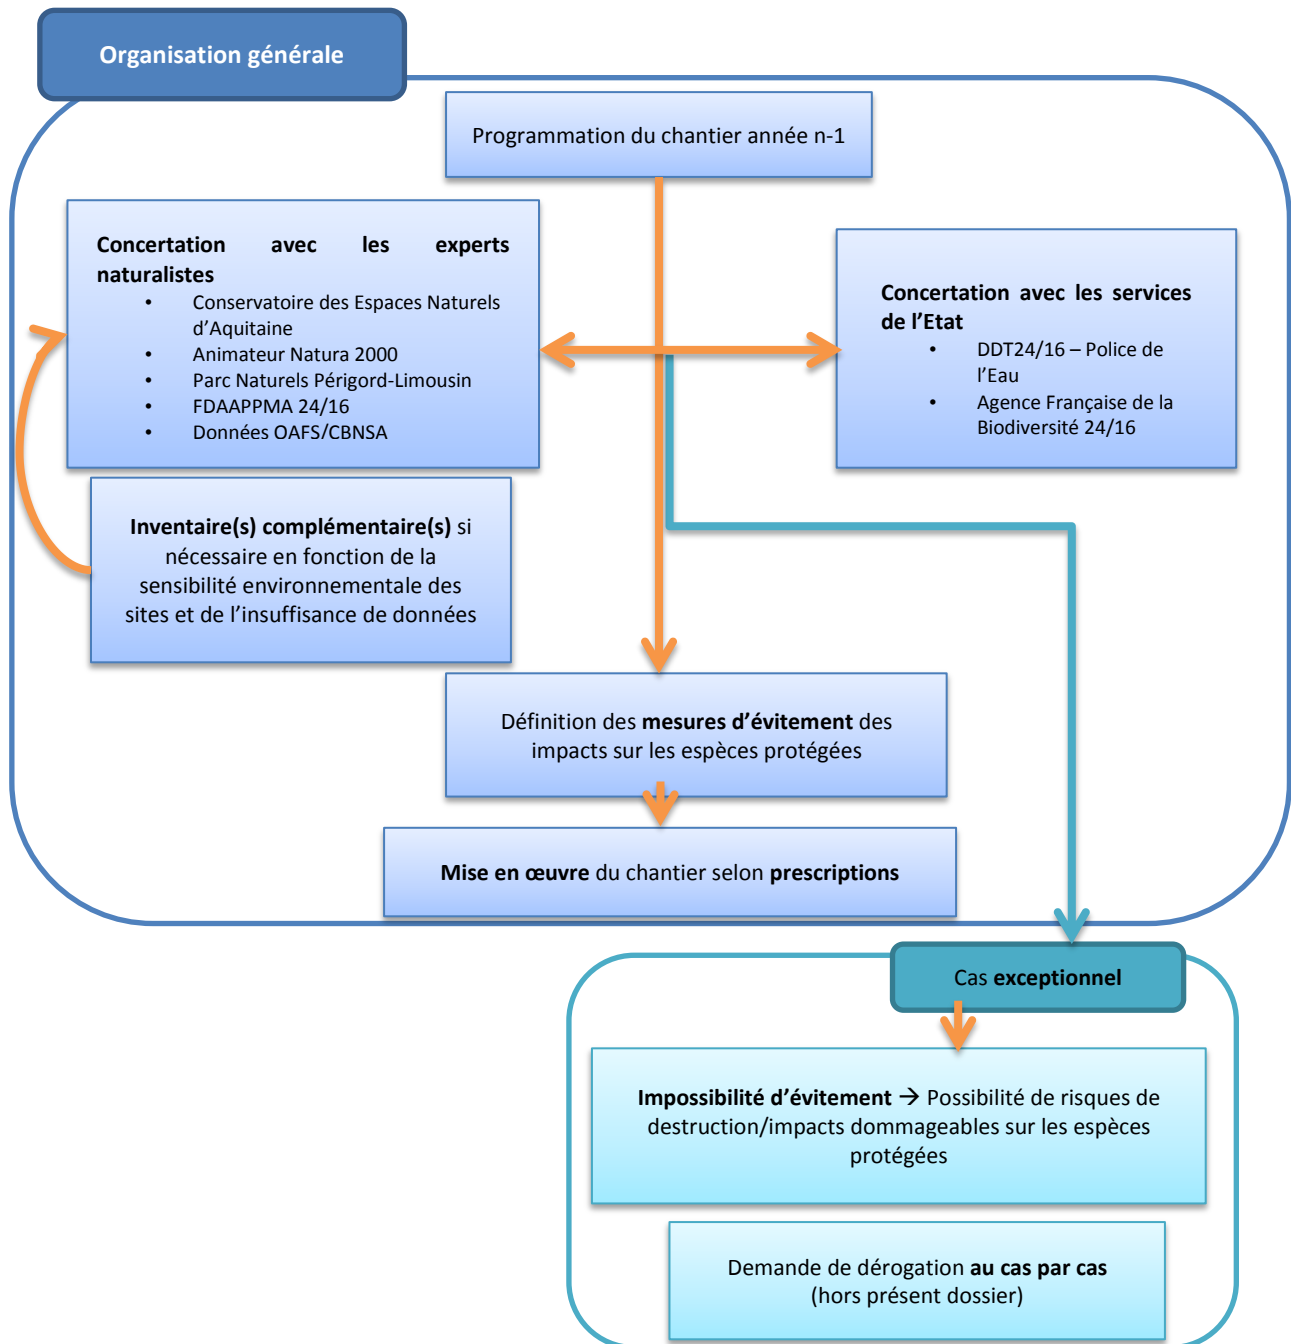 Organisation générale
Programmation du chantier année n-1
Concertation avec les experts
naturalistes
• Conservatoire des Espaces Naturels
d’Aquitaine
• Animateur Natura 2000
• Parc Naturels Périgord-Limousin
• FDAAPPMA 24/16
• Données OAFS/CBNSA
Concertation avec les services
de l’Etat
• DDT24/16 – Police de
l’Eau
• Agence Française de la
Biodiversité 24/16
Inventaire(s) complémentaire(s) si
nécessaire en fonction de la
sensibilité environnementale des
sites et de l’insuffisance de données
Définition des mesures d’évitement des
impacts sur les espèces protégées
Mise en œuvre du chantier selon prescriptions
Cas exceptionnel
Impossibilité d’évitement → Possibilité de risques de
destruction/impacts dommageables sur les espèces
protégées
Demande de dérogation au cas par cas
(hors présent dossier)